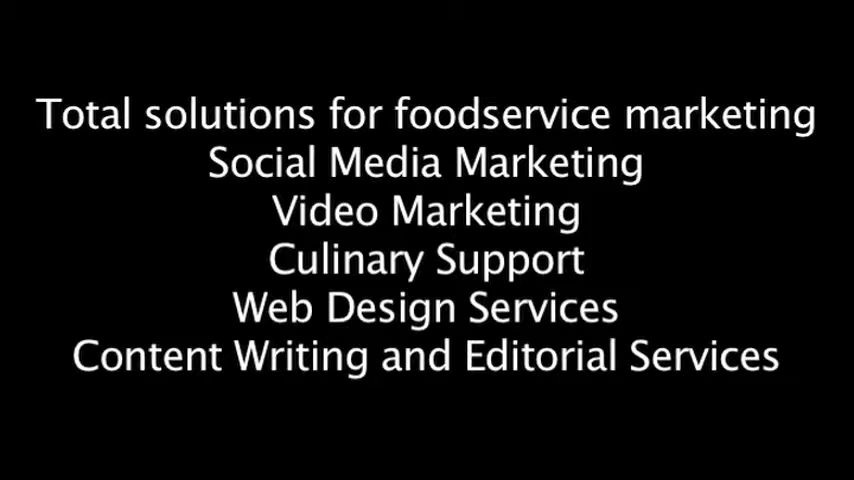 Total solutions for foodservice marketing
Social Media Marketing
Video Marketing
Culinary Support
Web Design Services
Content Writing and Editorial Services